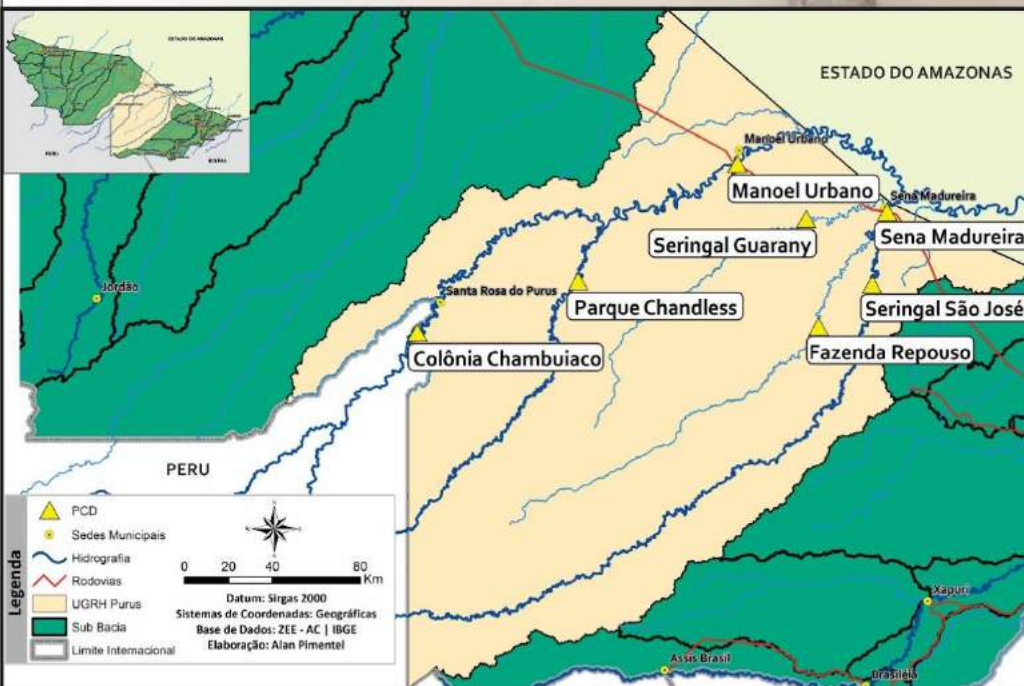 ESTADO DO AMAZONAS
PERU
ESTADO DO AMAZONAS
Manoel Urbano
Manoel Urbano
Sena Madureira
Seringal Guarany
Sena Madureira
Jordão
Santa Rosa do Purus
Parque Chandless
Seringal São José
Colônia Chambuiaco
Fazenda Repouso
PERU
Legenda
PCD
Sedes Municipais
Hidrografia
Rodovias
UGRH Purus
Sub Bacia
Limite Internacional
0 20 40 80
Km
Datum: Sirgas 2000
Sistemas de Coordenadas: Geográficas
Base de Dados: ZEE - AC | IBGE
Elaboração: Alan Pimentel
Xapuri
Assis Brasil
Brasiléia